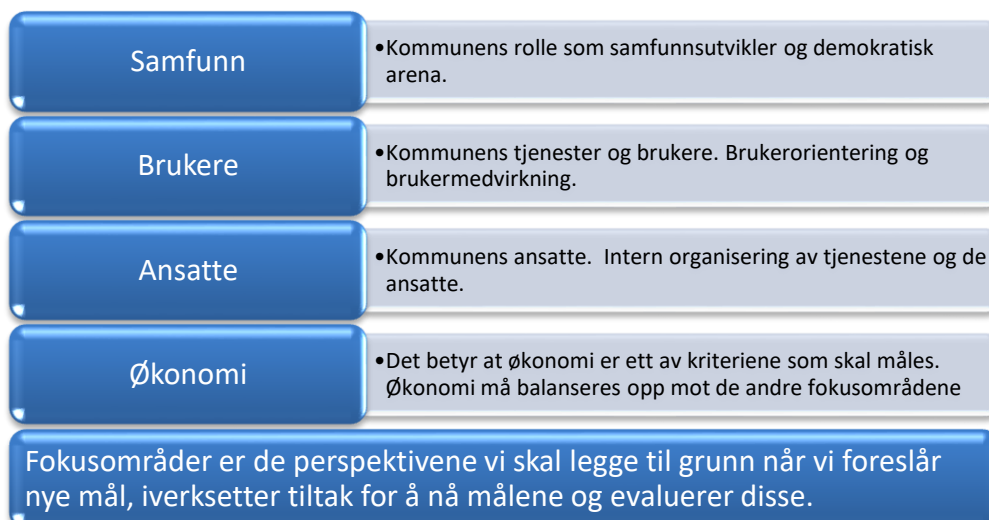 Samfunn
•Kommunens rolle som samfunnsutvikler og demokratisk
arena.
Brukere
•Kommunens tjenester og brukere. Brukerorientering og
brukermedvirkning.
Ansatte
•Kommunens ansatte.  Intern organisering av tjenestene og de
ansatte.
Økonomi
•Det betyr at økonomi er ett av kriteriene som skal måles.
Økonomi må balanseres opp mot de andre fokusområdene
Fokusområder er de perspektivene vi skal legge til grunn når vi foreslår
nye mål, iverksetter tiltak for å nå målene og evaluerer disse.